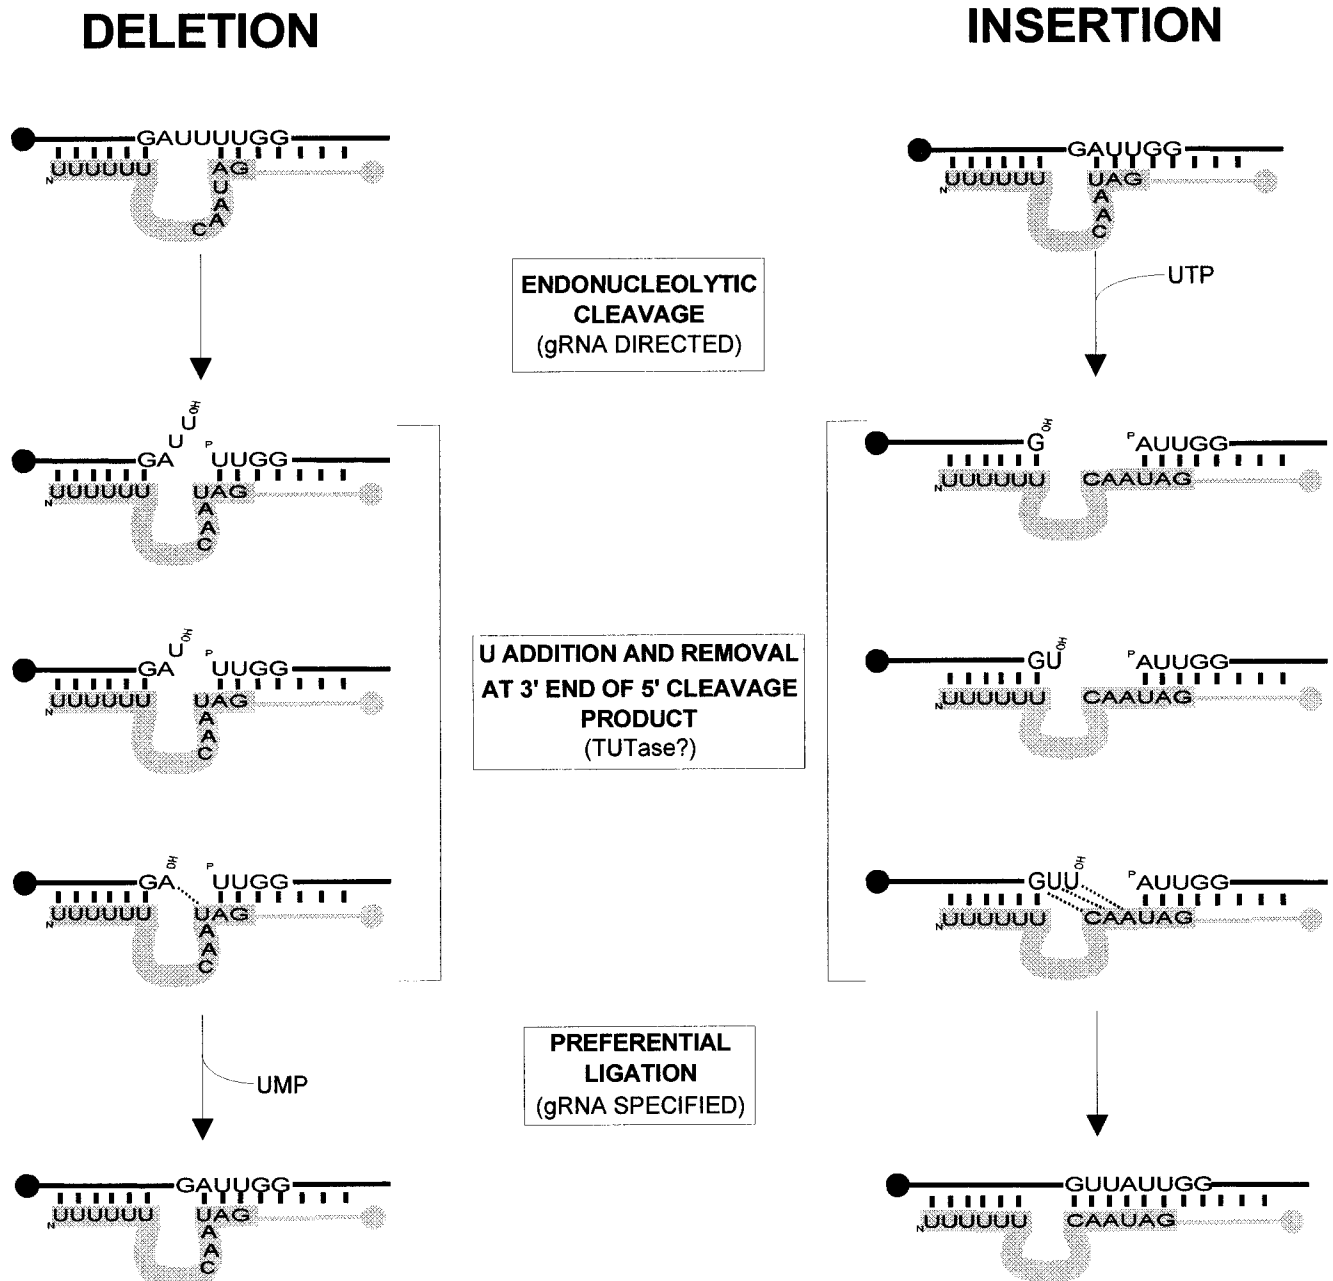 DELETION
INSERTION
GAUUUUGG
N UUUUUU AG
U
A
A
C
GAUUGG
N UUUUUU UAG
A
A
C
ENDONUCLEOLYTIC
CLEAVAGE
(gRNA DIRECTED)
UTP
GA U U OH P UUGG
N UUUUUU UAG
A
A
C
G OH P AUUGG
N UUUUUU CAAUAG
U ADDITION AND REMOVAL
AT 3' END OF 5' CLEAVAGE
PRODUCT
(TUTase?)
GA U OH P UUGG
N UUUUUU UAG
A
A
C
GU OH P AUUGG
N UUUUUU CAAUAG
GA OH P UUGG
N UUUUUU UAG
A
A
C
GUU OH P AUUGG
N UUUUUU CAAUAG
PREFERENTIAL
LIGATION
(gRNA SPECIFIED)
UMP
GAUUGG
N UUUUUU UAG
A
A
C
GUUAUUGG
N UUUUUU CAAUAG